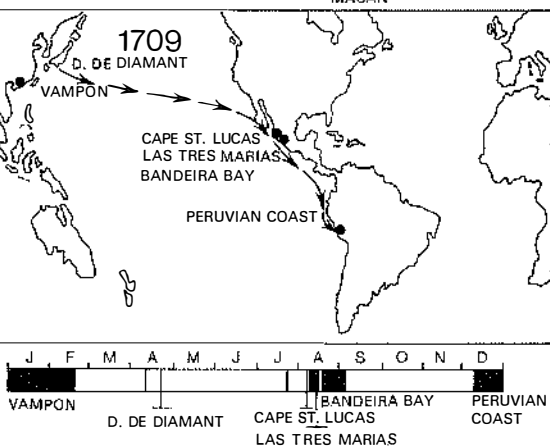 1709
D. DE DIAMANT
VAMPON
CAPE ST. LUCAS
LAS TRES MARIAS
BANDEIRA BAY
PERUVIAN COAST
J F M A M J J A S O N D
VAMPON
D. DE DIAMANT
CAPE ST. LUCAS
LAS TRES MARIAS
BANDEIRA BAY
PERUVIAN
COAST